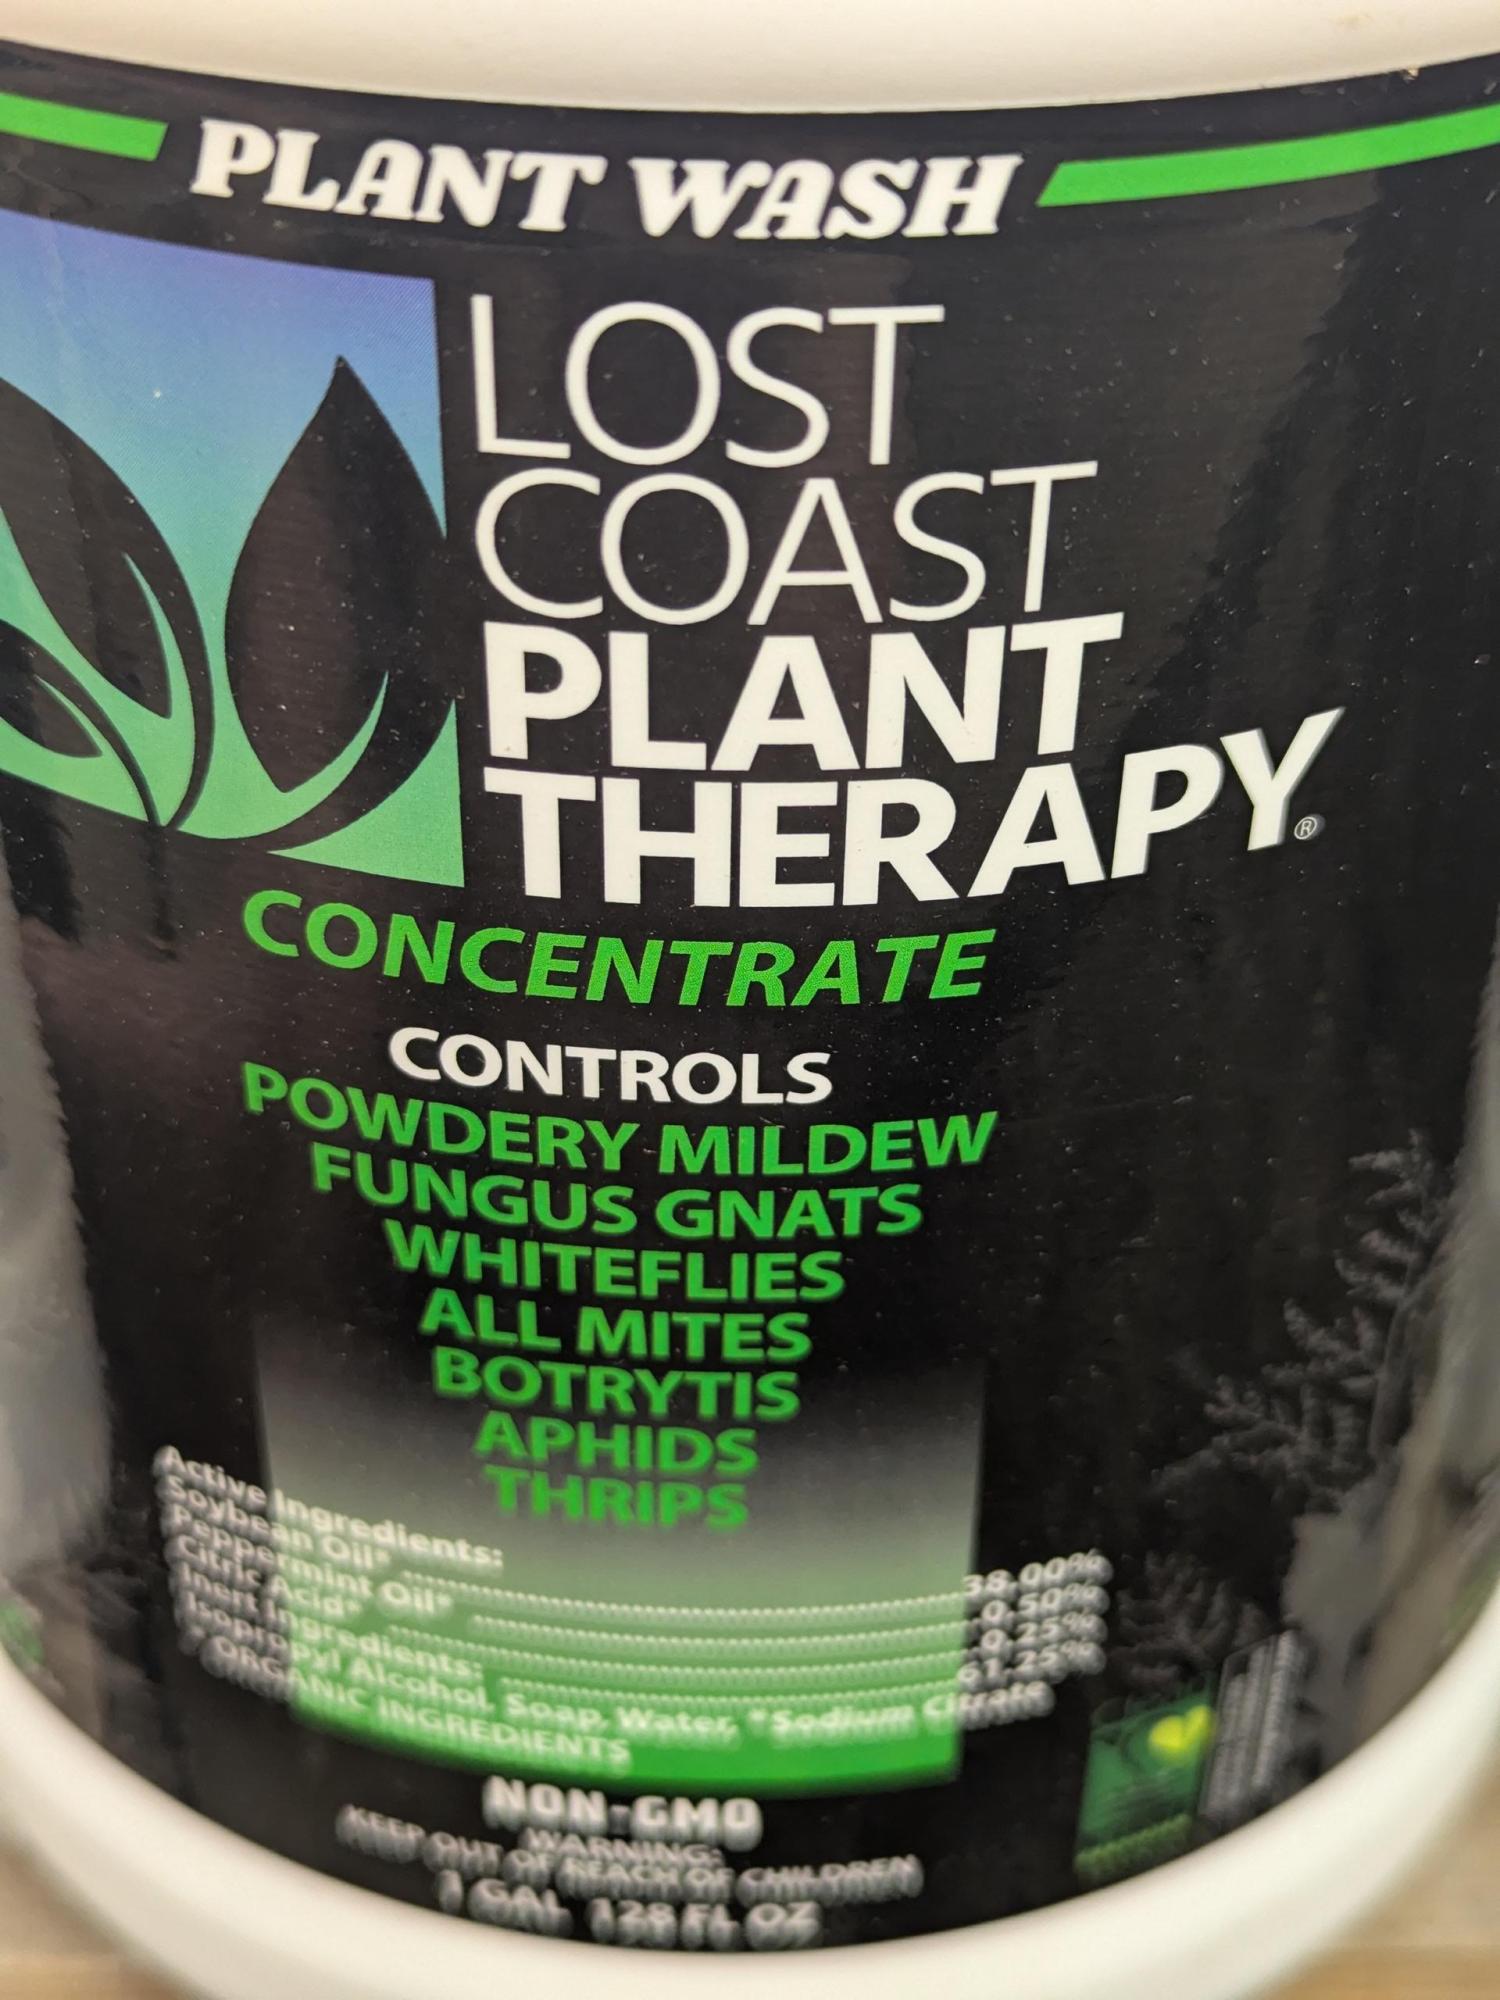 PLANT WASH
LOST
COAST
PLANT
THERAPY®
CONCENTRATE
CONTROLS
POWDERY MILDEW
FUNGUS GNATS
WHITEFLIES
ALL MITES
BOTRYTIS
APHIDS
THRIPS
Active Ingredients:
Soybean Oil* 38.00%
Peppermint Oil* 0.50%
Citric Acid* 0.25%
Inert Ingredients: 61.25%
Isopropyl Alcohol, Soap, Water, *Sodium Citrate
* ORGANIC INGREDIENTS
NON-GMO
WARNING:
KEEP OUT OF REACH OF CHILDREN
1 GAL 128 FL OZ